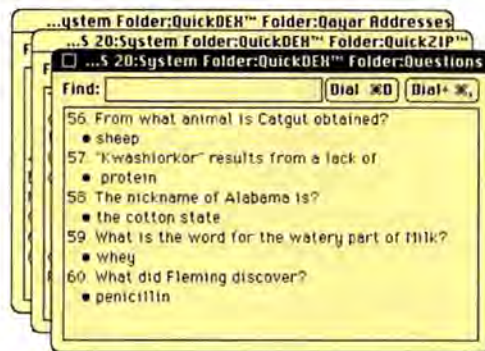 ...ystem Folder:QuickDEX™ Folder:Qayar Addresses
...S 20:System Folder:QuickDEX™ Folder:QuickZIP™
...S 20:System Folder:QuickDEX™ Folder:Questions
Find: Dial ⌘D Dial+ ⌘,
56. From what animal is Catgut obtained?
• sheep
57. "Kwashiorkor" results from a lack of
• protein
58. The nickname of Alabama is?
• the cotton state
59. What is the word for the watery part of Milk?
• whey
60. What did Fleming discover?
• penicillin